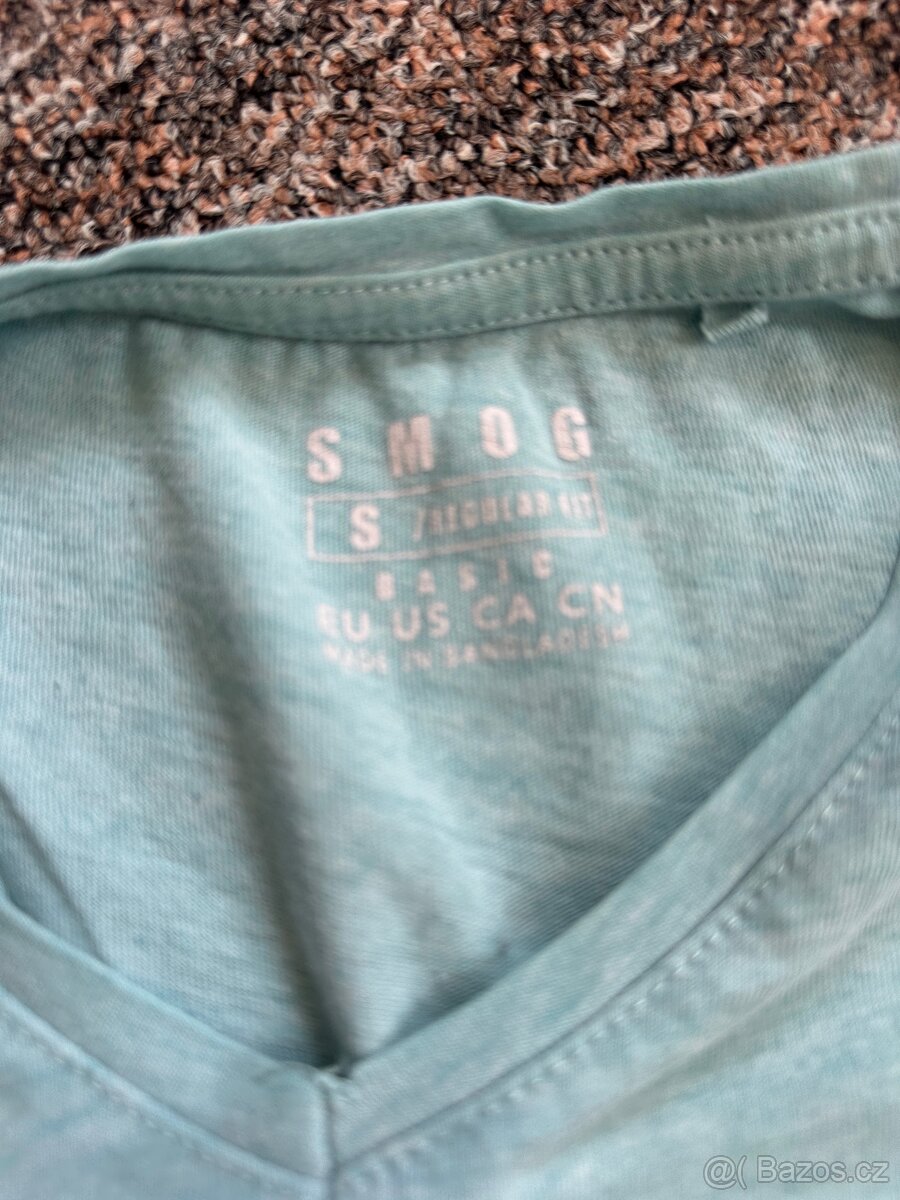 SMOG
S /REGULAR FIT
BASIC
EU US CA CN
MADE IN BANGLADESH
@( Bazos.cz